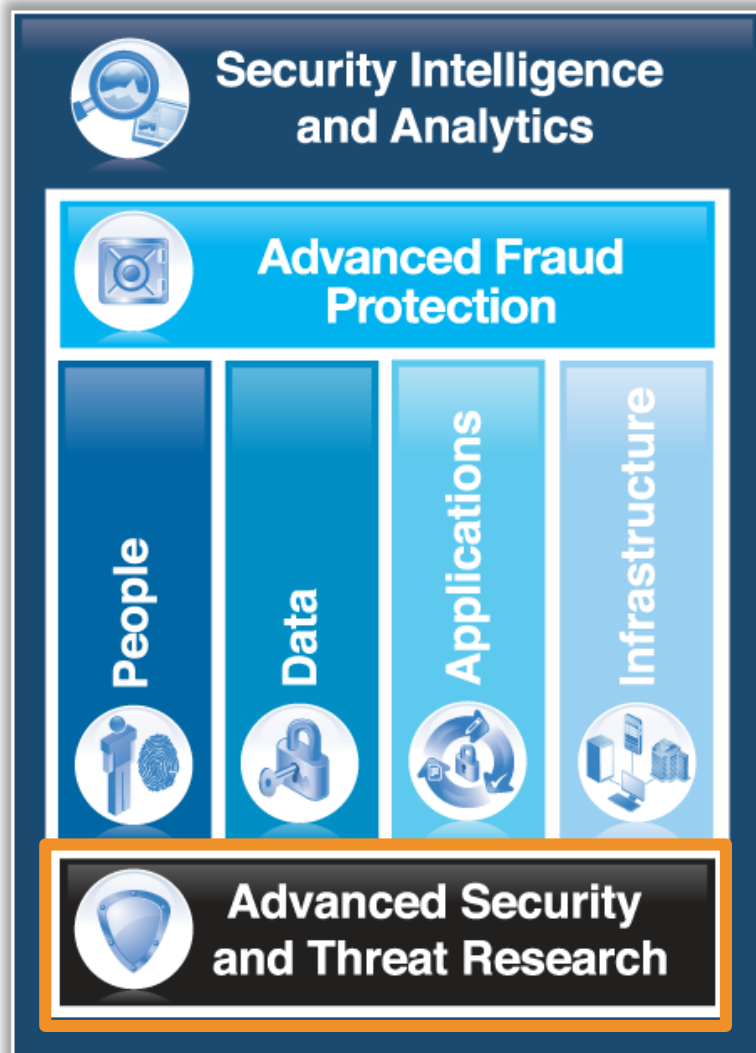 Security Intelligence
and Analytics
Advanced Fraud
Protection
People
Data
Applications
Infrastructure
Advanced Security
and Threat Research